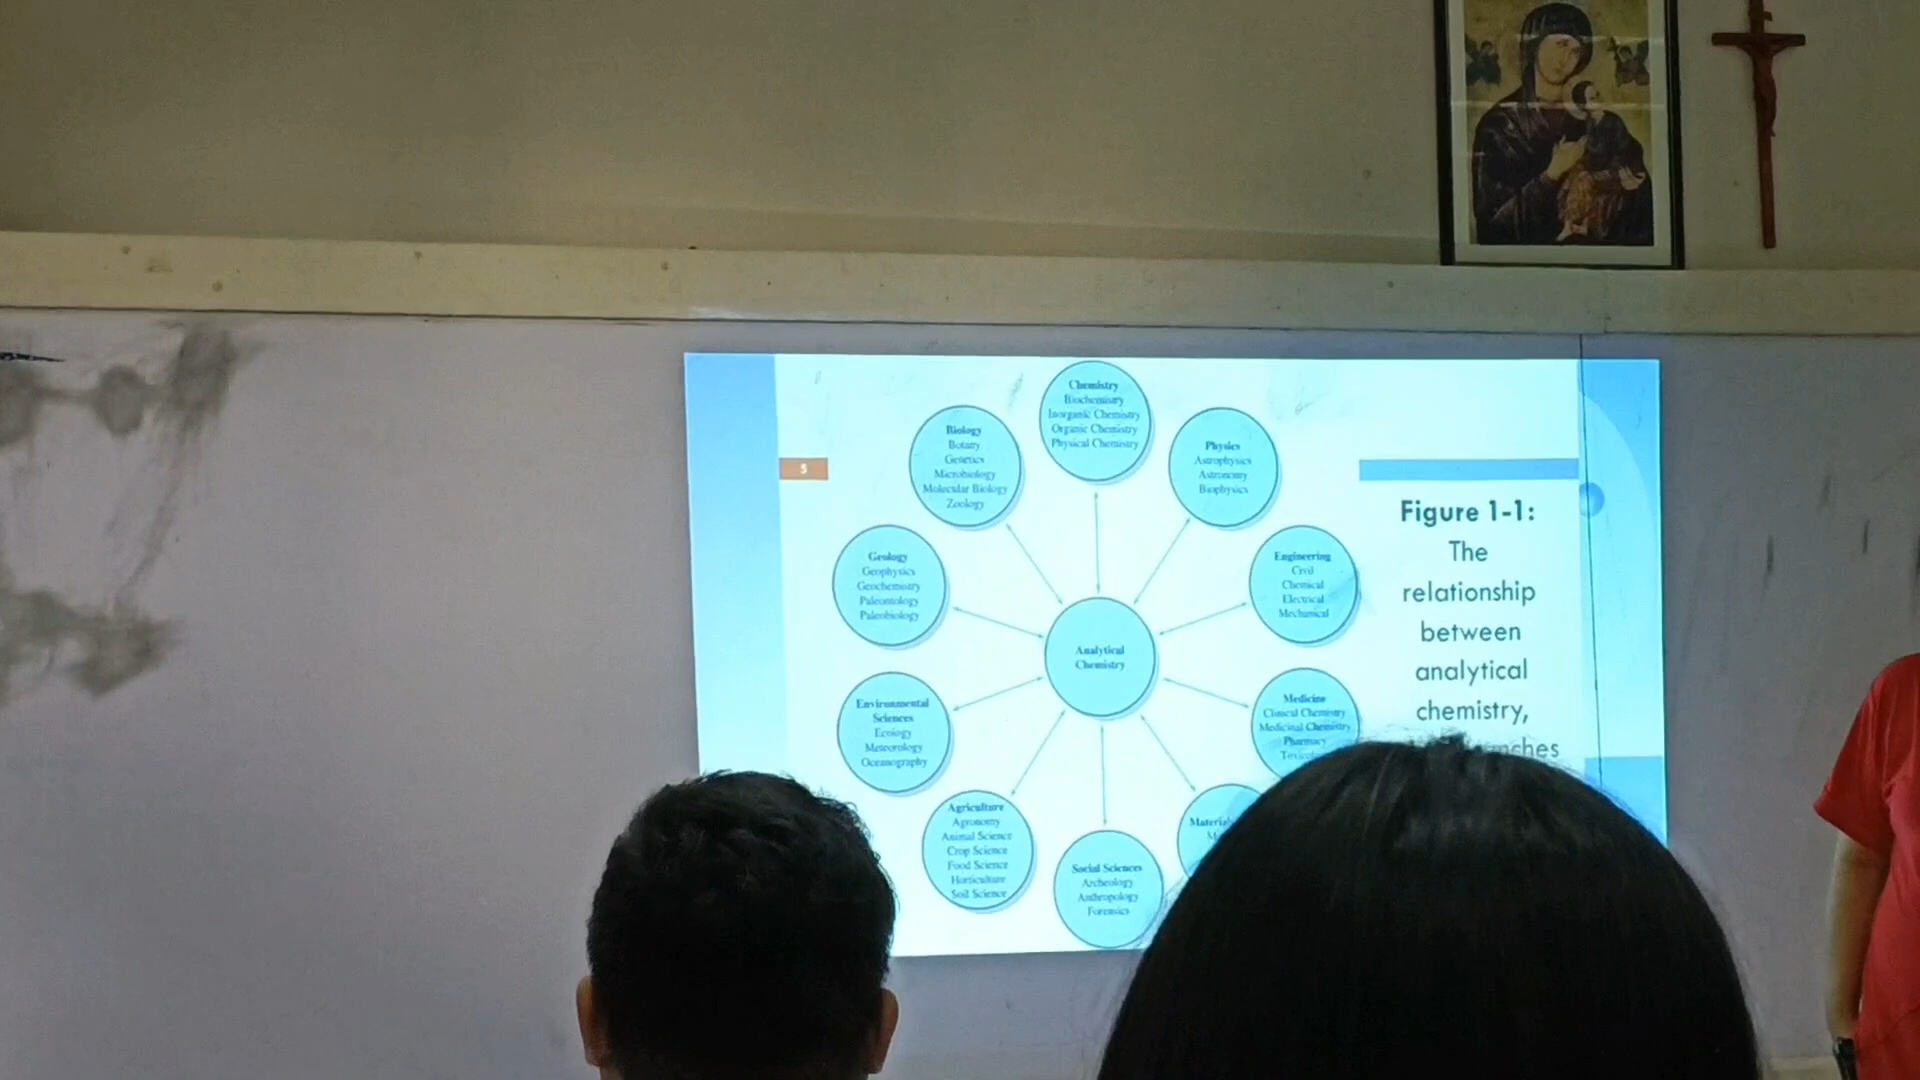 Chemistry
Biochemistry
Inorganic Chemistry
Organic Chemistry
Physical Chemistry
Biology
Botany
Genetics
Microbiology
Molecular Biology
Zoology
Physics
Astrophysics
Astronomy
Biophysics
5
Geology
Geophysics
Geochemistry
Paleontology
Paleobiology
Engineering
Civil
Chemical
Electrical
Mechanical
Analytical
Chemistry
Environmental
Sciences
Ecology
Meteorology
Oceanography
Medicine
Clinical Chemistry
Medicinal Chemistry
Pharmacy
Agriculture
Agronomy
Animal Science
Crop Science
Food Science
Horticulture
Soil Science
Social Sciences
Archeology
Anthropology
Forensics
Figure 1-1:
The
relationship
between
analytical
chemistry,